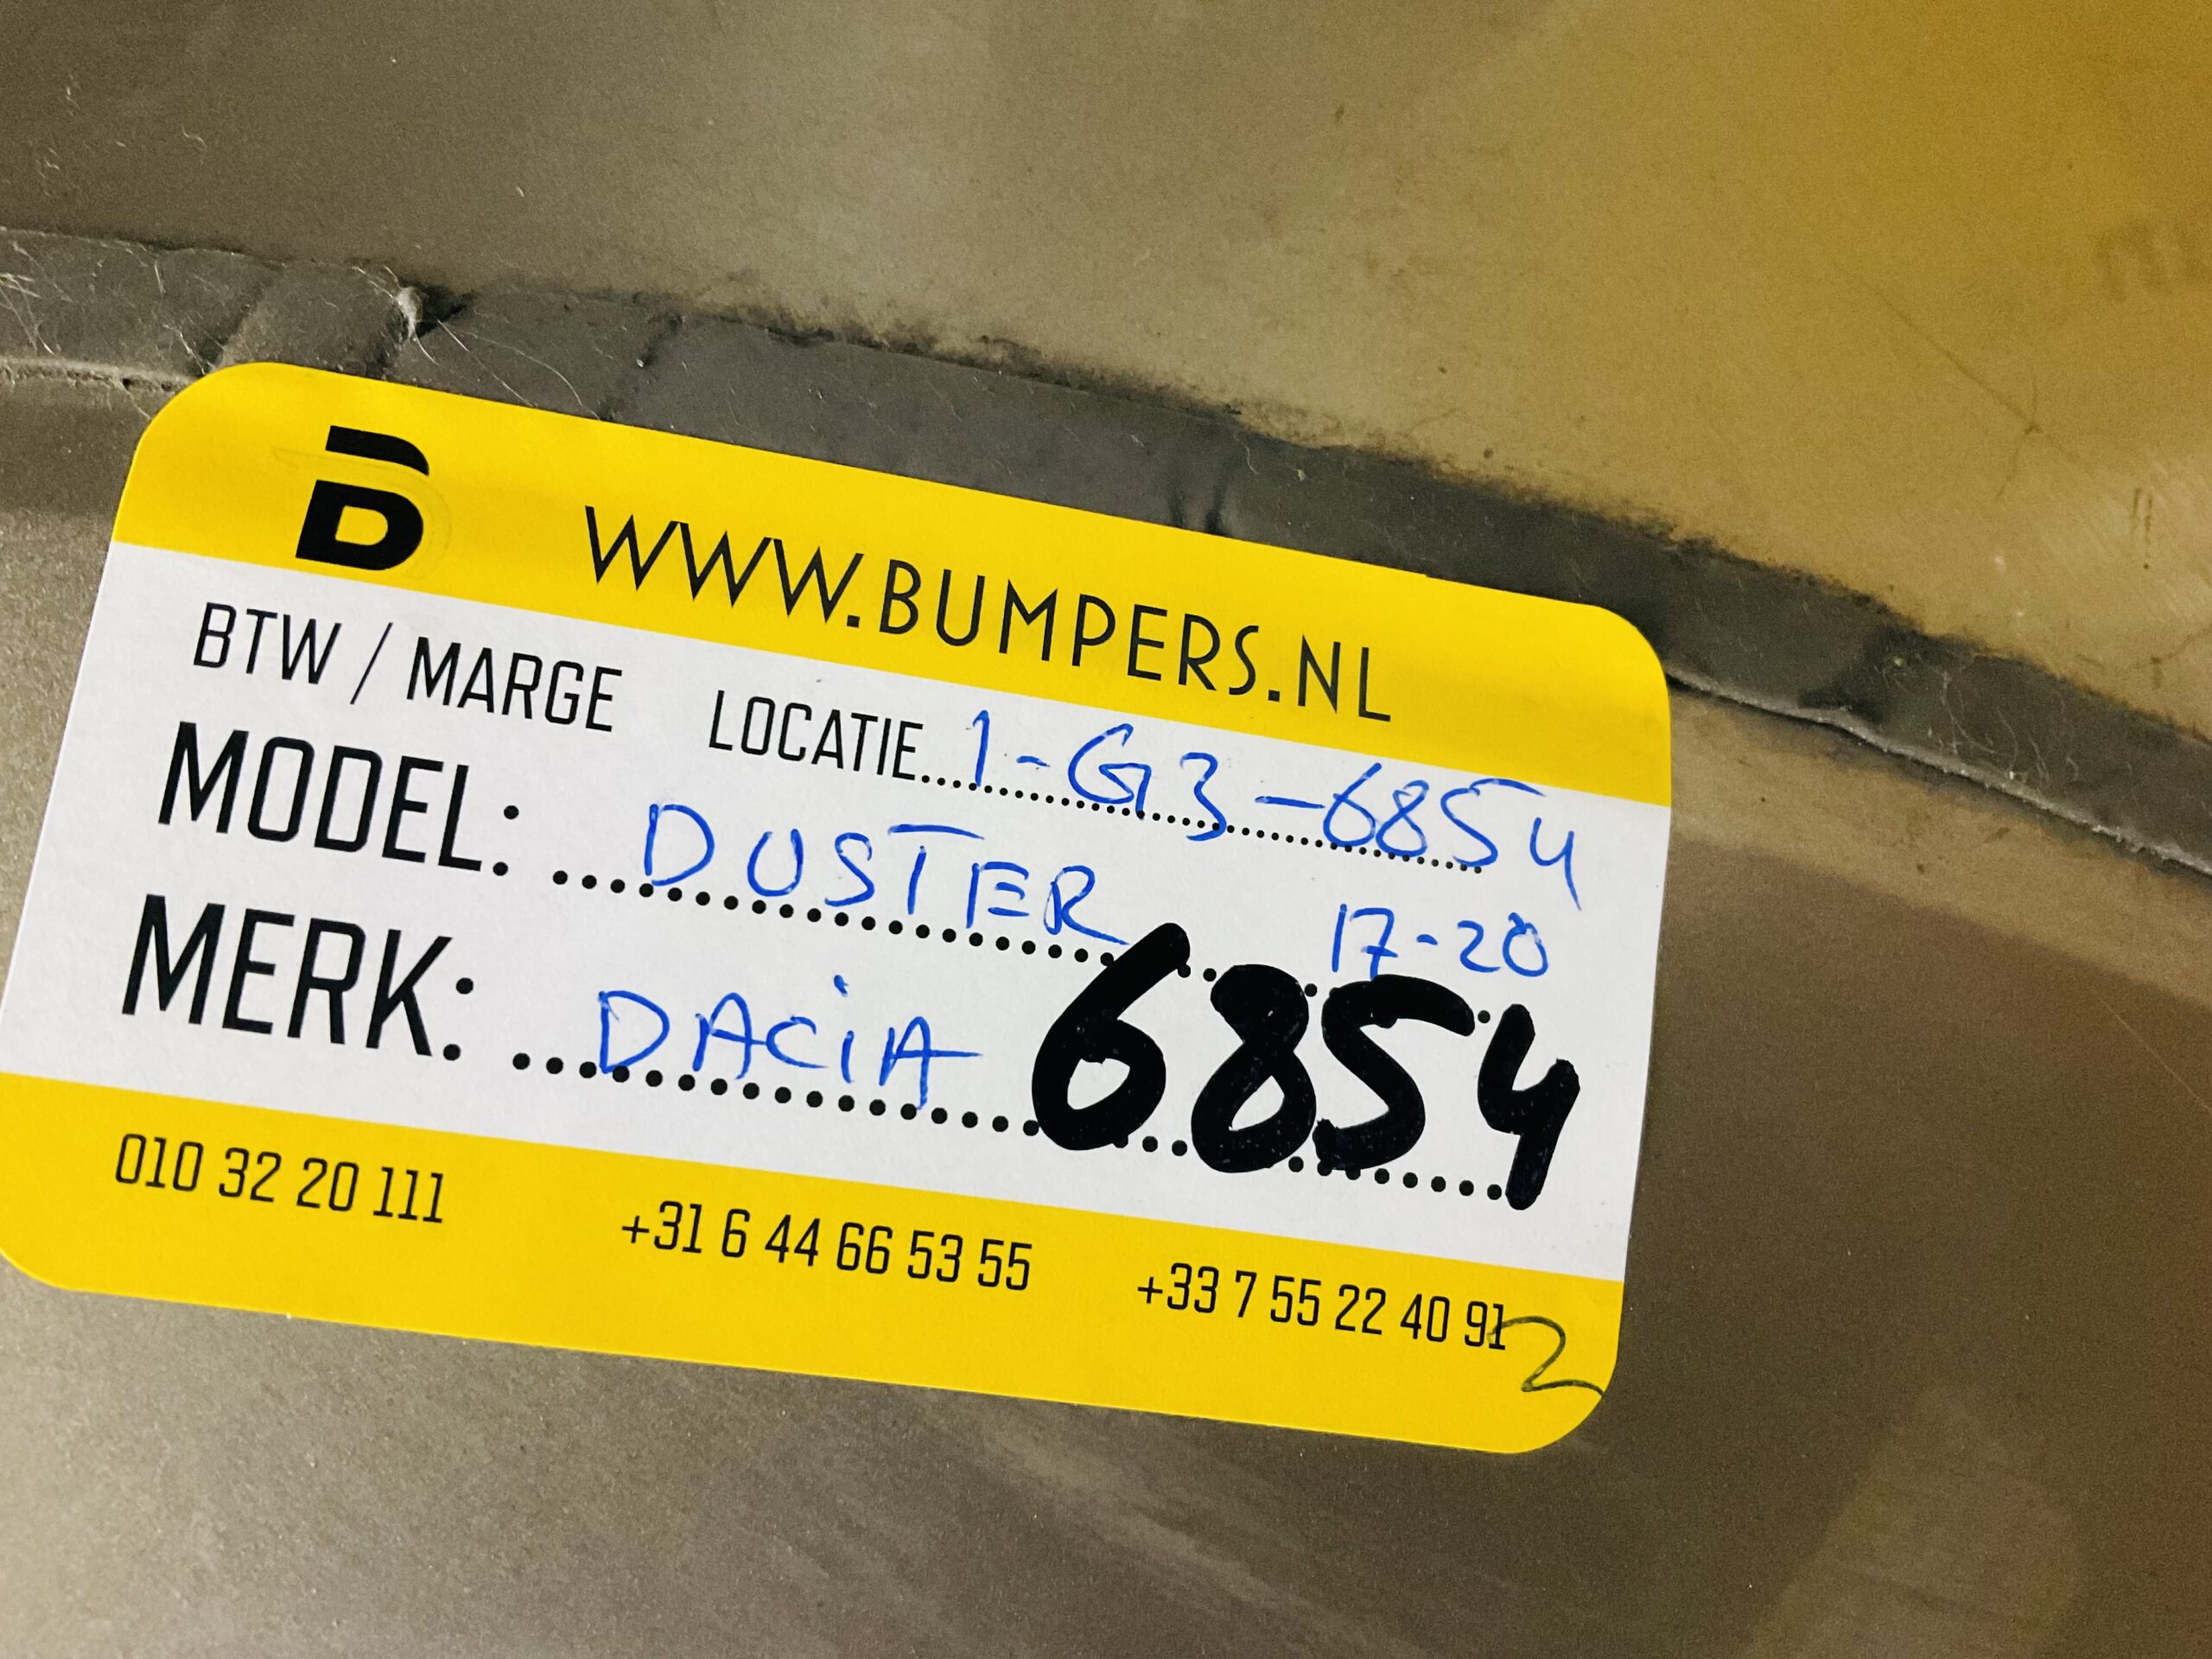 B WWW.BUMPERS.NL
BTW / MARGE LOCATIE...1-G3-6854
MODEL: DUSTER 17-20
MERK: DACiA 6854
010 32 20 111 +31 6 44 66 53 55 +33 7 55 22 40 91
2